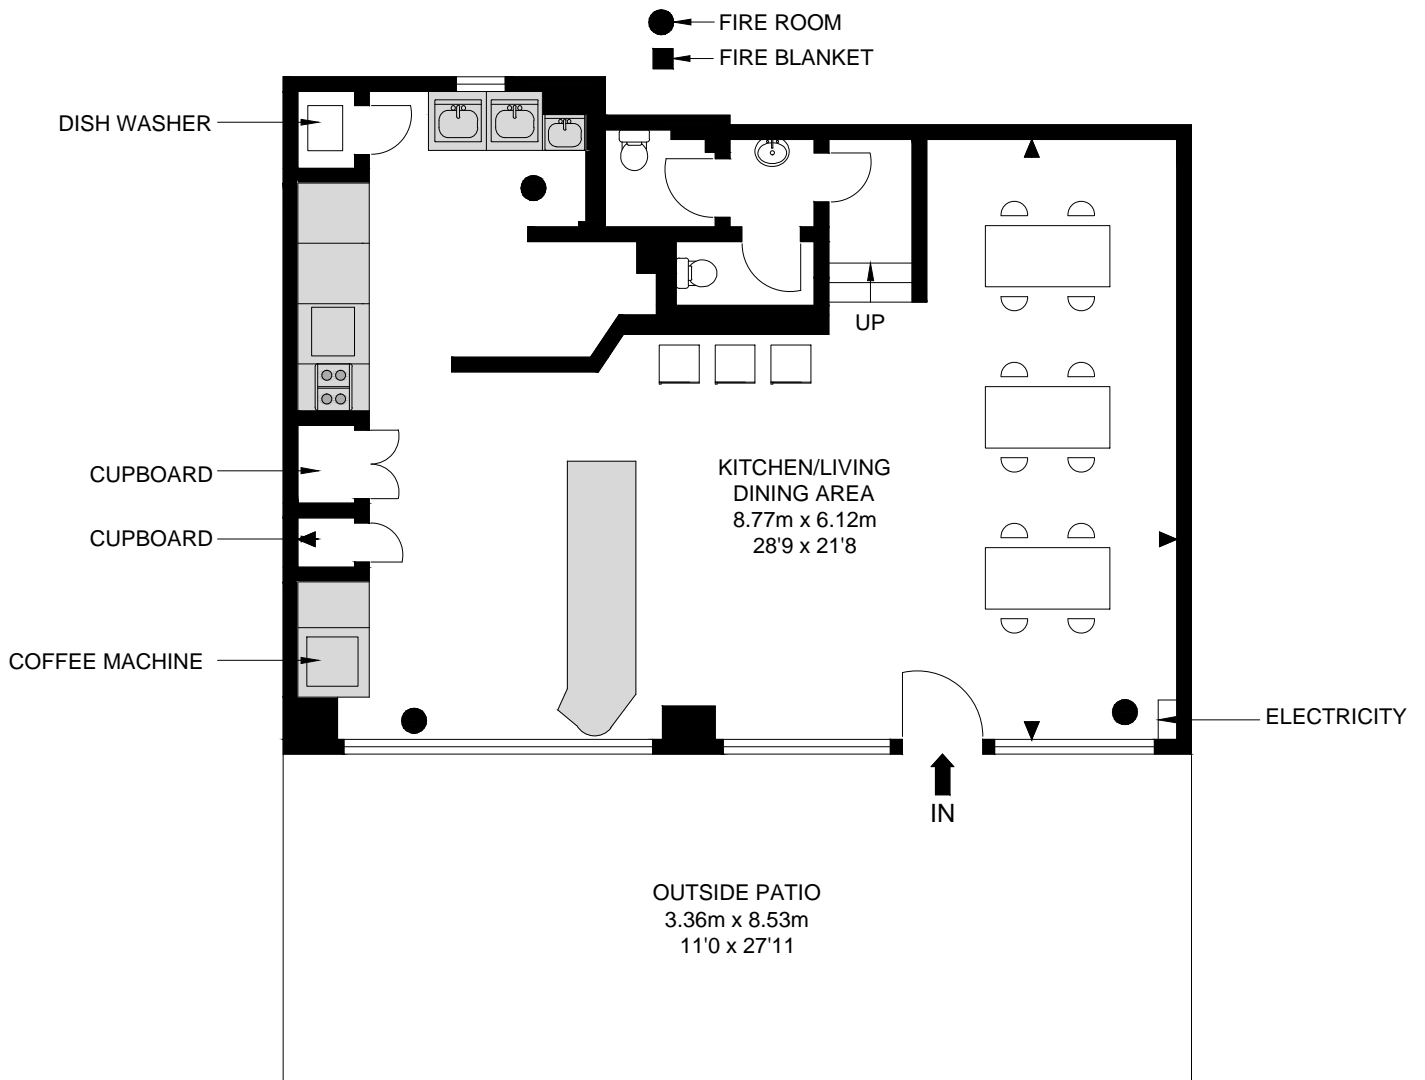 FIRE ROOM
FIRE BLANKET
DISH WASHER
UP
CUPBOARD
CUPBOARD
KITCHEN/LIVING
DINING AREA
8.77m x 6.12m
28'9 x 21'8
COFFEE MACHINE
ELECTRICITY
IN
OUTSIDE PATIO
3.36m x 8.53m
11'0 x 27'11